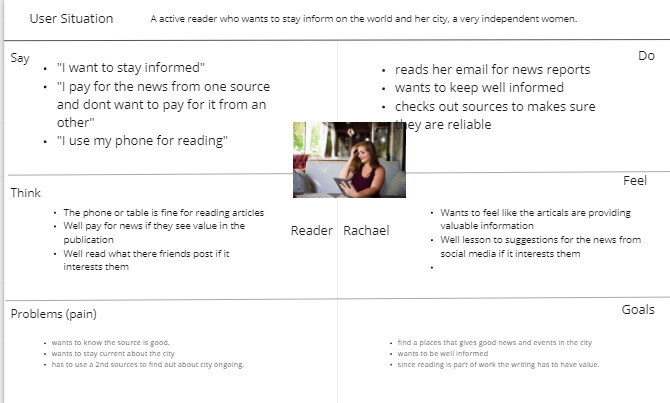 User Situation
A active reader who wants to stay inform on the world and her city, a very independent women.
Say
• "I want to stay informed"
• "I pay for the news from one source
and dont want to pay for it from an
other"
• "I use my phone for reading"
Do
• reads her email for news reports
• wants to keep well informed
• checks out sources to makes sure
they are reliable
Think
• The phone or table is fine for reading articles
• Well pay for news if they see value in the
publication
• Well read what there friends post if it
interests them
Reader Rachael
Feel
• Wants to feel like the articals are providing
valuable information
• Well lesson to suggestions for the news from
social media if it interests them
•
Problems (pain)
• wants to know the source is good.
• wants to stay current about the city
• has to use a 2nd sources to find out about city ongoing.
Goals
• find a places that gives good news and events in the city
• wants to be well informed
• since reading is part of work the writing has to have value.